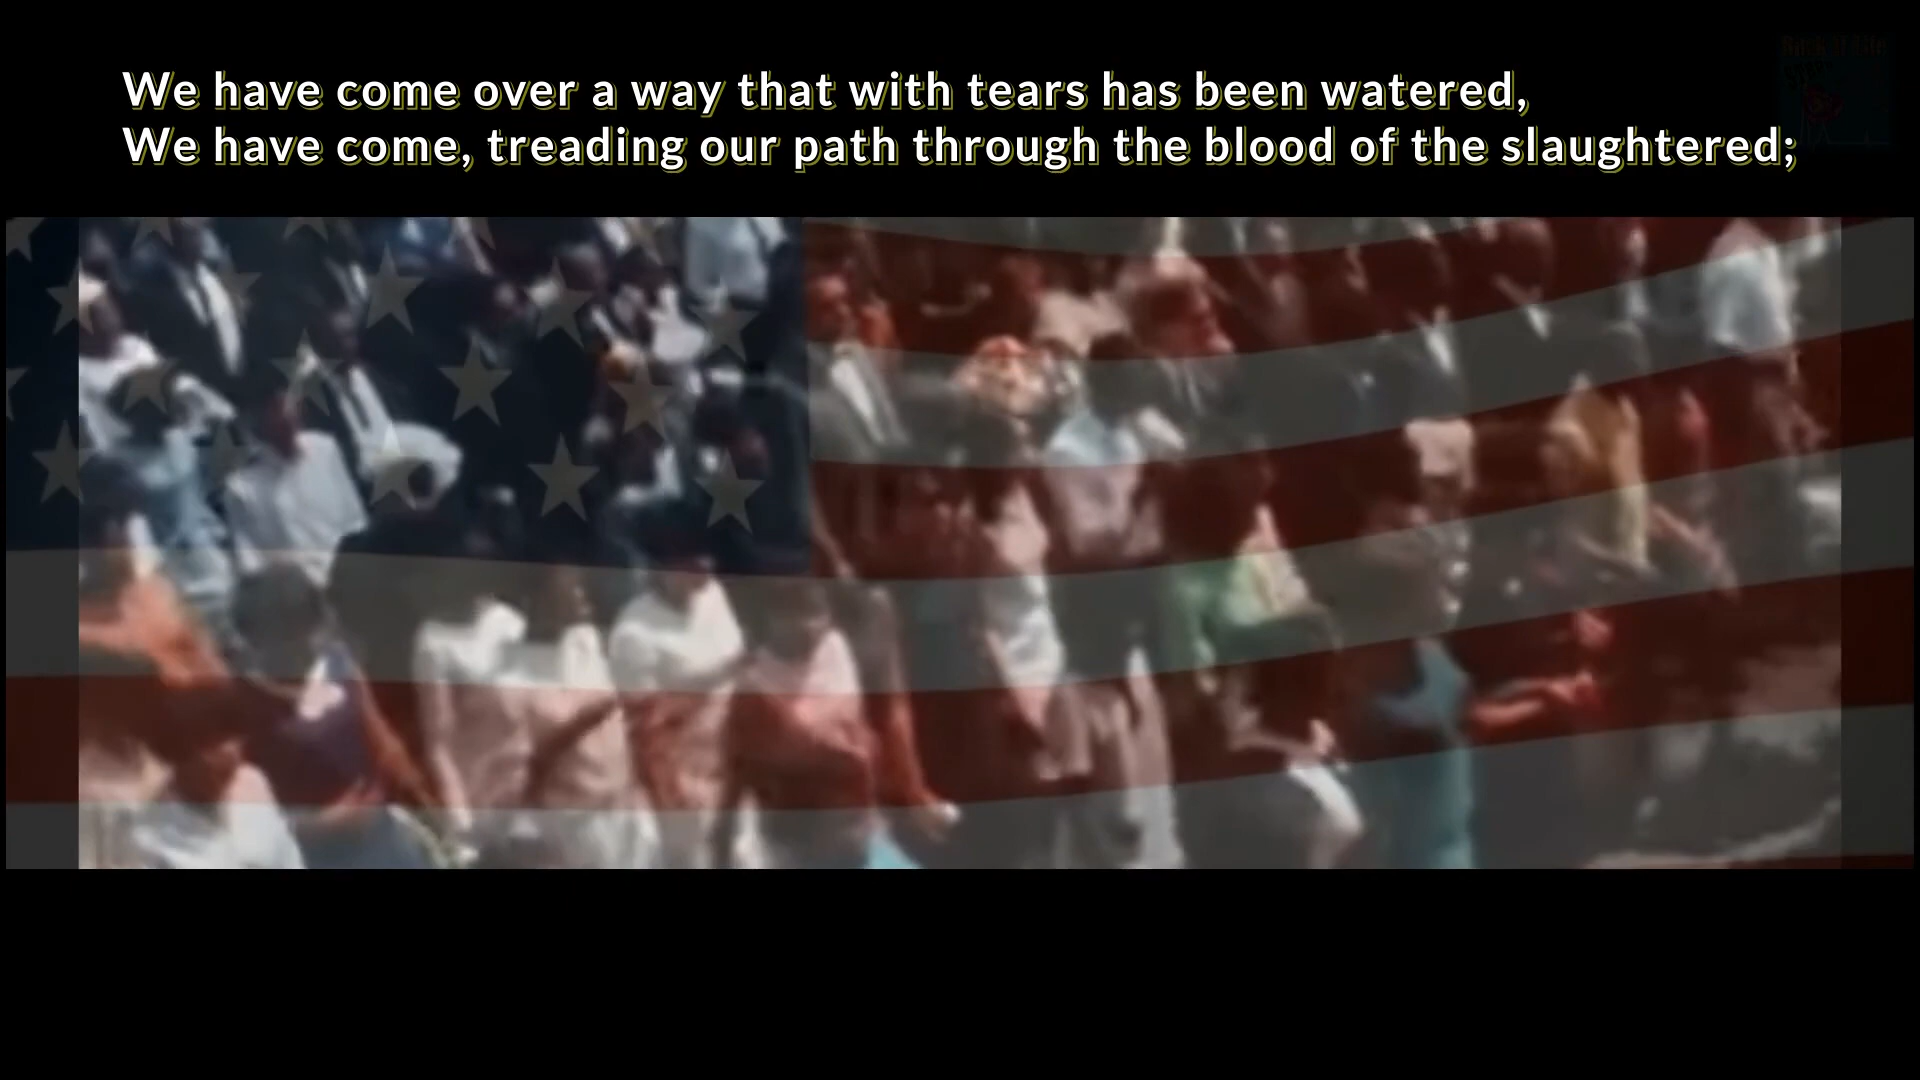 We have come over a way that with tears has been watered,
We have come, treading our path through the blood of the slaughtered;